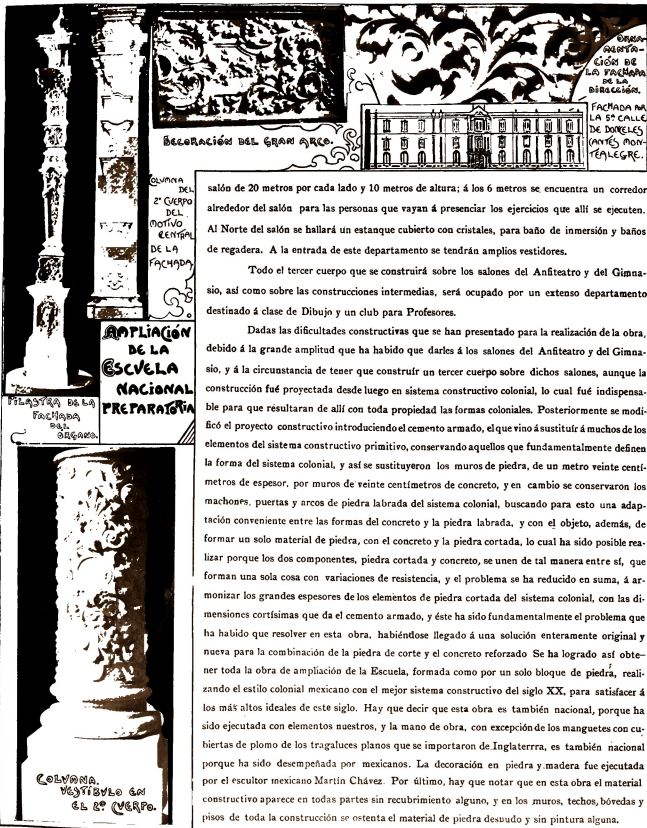 ORNA-
MENTA-
CIÓN DE
LA FACHADA
DE LA
DIRECCIÓN.
FACHADA POR
LA 5ª CALLE
DE DONCELES
(ANTÉS MON-
TEALEGRE.
DECORACIÓN DEL GRAN ARCO.
COLUMNA
DEL
2º CUERPO
DEL
MOTIVO
CENTRAL
DE LA
FACHADA
AMPLIACIÓN
DE LA
ESCUELA
NACIONAL
PREPARATORIA
PILASTRA DE LA
FACHADA
DEL
ORGANO.
COLUMNA.
VESTÍBULO EN
EL 2º CUERPO.
salón de 20 metros por cada lado y 10 metros de altura; á los 6 metros se encuentra un corredor
alrededor del salón para las personas que vayan á presenciar los ejercicios que allí se ejecuten.
Al Norte del salón se hallará un estanque cubierto con cristales, para baño de inmersión y baños
de regadera. A la entrada de este departamento se tendrán amplios vestidores.
Todo el tercer cuerpo que se construirá sobre los salones del Anfiteatro y del Gimna-
sio, así como sobre las construcciones intermedias, será ocupado por un extenso departamento
destinado á clase de Dibujo y un club para Profesores.
Dadas las dificultades constructivas que se han presentado para la realización de la obra,
debido á la grande amplitud que ha habido que darles á los salones del Anfiteatro y del Gimna-
sio, y á la circunstancia de tener que construír un tercer cuerpo sobre dichos salones, aunque la
construcción fué proyectada desde luego en sistema constructivo colonial, lo cual fué indispensa-
ble para que resultaran de allí con toda propiedad las formas coloniales. Posteriormente se modi-
ficó el proyecto constructivo introduciendo el cemento armado, el que vino á sustituír á muchos de los
elementos del sistema constructivo primitivo, conservando aquellos que fundamentalmente definen
la forma del sistema colonial, y así se sustituyeron los muros de piedra, de un metro veinte centí-
metros de espesor, por muros de veinte centímetros de concreto, y en cambio se conservaron los
machones, puertas y arcos de piedra labrada del sistema colonial, buscando para esto una adap-
tación conveniente entre las formas del concreto y la piedra labrada, y con el objeto, además, de
formar un solo material de piedra, con el concreto y la piedra cortada, lo cual ha sido posible rea-
lizar porque los dos componentes, piedra cortada y concreto, se unen de tal manera entre sí, que
forman una sola cosa con variaciones de resistencia, y el problema se ha reducido en suma, á ar-
monizar los grandes espesores de los elementos de piedra cortada del sistema colonial, con las di-
mensiones cortísimas que da el cemento armado, y éste ha sido fundamentalmente el problema que
ha habido que resolver en esta obra, habiéndose llegado á una solución enteramente original y
nueva para la combinación de la piedra de corte y el concreto reforzado Se ha logrado así obte-
ner toda la obra de ampliación de la Escuela, formada como por un solo bloque de piedra, reali-
zando el estilo colonial mexicano con el mejor sistema constructivo del siglo XX, para satisfacer á
los más altos ideales de este siglo. Hay que decir que esta obra es también nacional, porque ha
sido ejecutada con elementos nuestros, y la mano de obra, con excepción de los manguetes con cu-
biertas de plomo de los tragaluces planos que se importaron de Inglaterrra, es también nacional
porque ha sido desempeñada por mexicanos. La decoración en piedra y madera fue ejecutada
por el escultor mexicano Martín Chávez. Por último, hay que notar que en esta obra el material
constructivo aparece en todas partes sin recubrimiento alguno, y en los muros, techos, bóvedas y
pisos de toda la construcción se ostenta el material de piedra desnudo y sin pintura alguna.